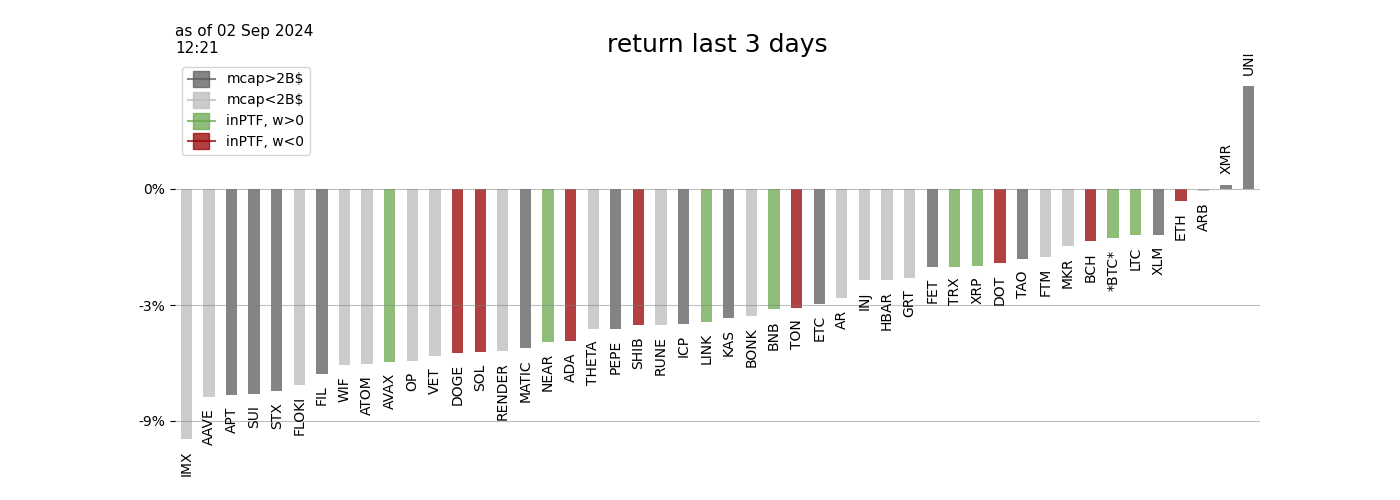 as of 02 Sep 2024
12:21
return last 3 days
mcap>2B$
mcap<2B$
inPTF, w>0
inPTF, w<0
0%
-3%
-9%
IMX
AAVE
APT
SUI
STX
FLOKI
FIL
WIF
ATOM
AVAX
OP
VET
DOGE
SOL
RENDER
MATIC
NEAR
ADA
THETA
PEPE
SHIB
RUNE
ICP
LINK
KAS
BONK
BNB
TON
ETC
AR
INJ
HBAR
GRT
FET
TRX
XRP
DOT
TAO
FTM
MKR
BCH
*BTC*
LTC
XLM
ETH
ARB
XMR
UNI